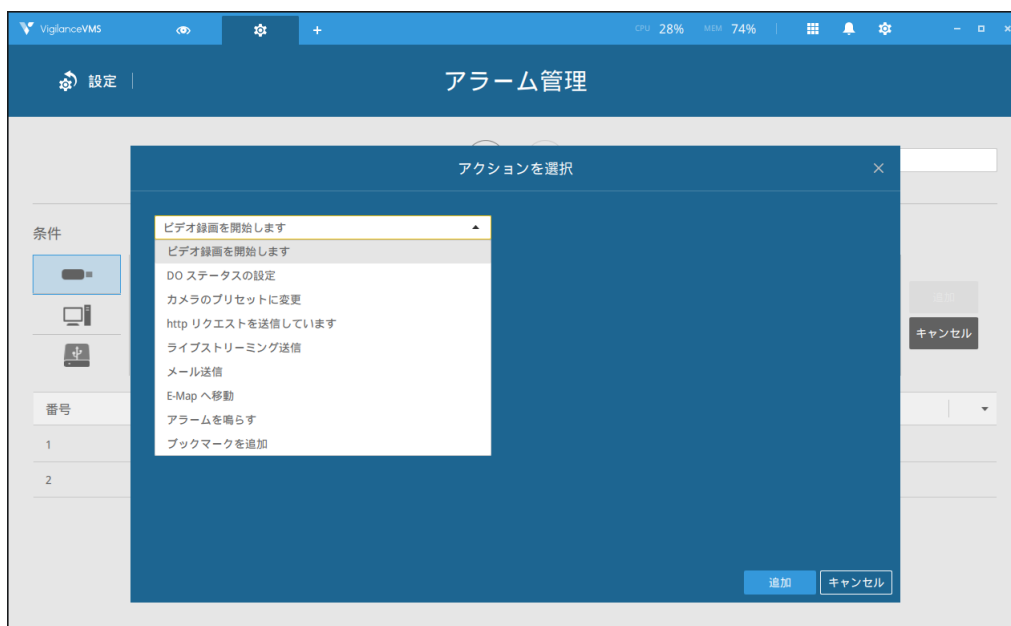 VigilanceVMS
+
CPU 28% MEM 74%
設定
アラーム管理
アクションを選択
条件
ビデオ録画を開始します
ビデオ録画を開始します
DO ステータスの設定
カメラのプリセットに変更
http リクエストを送信しています
ライブストリーミング送信
メール送信
E-Map へ移動
アラームを鳴らす
ブックマークを追加
追加
キャンセル
番号
1
2
追加
キャンセル